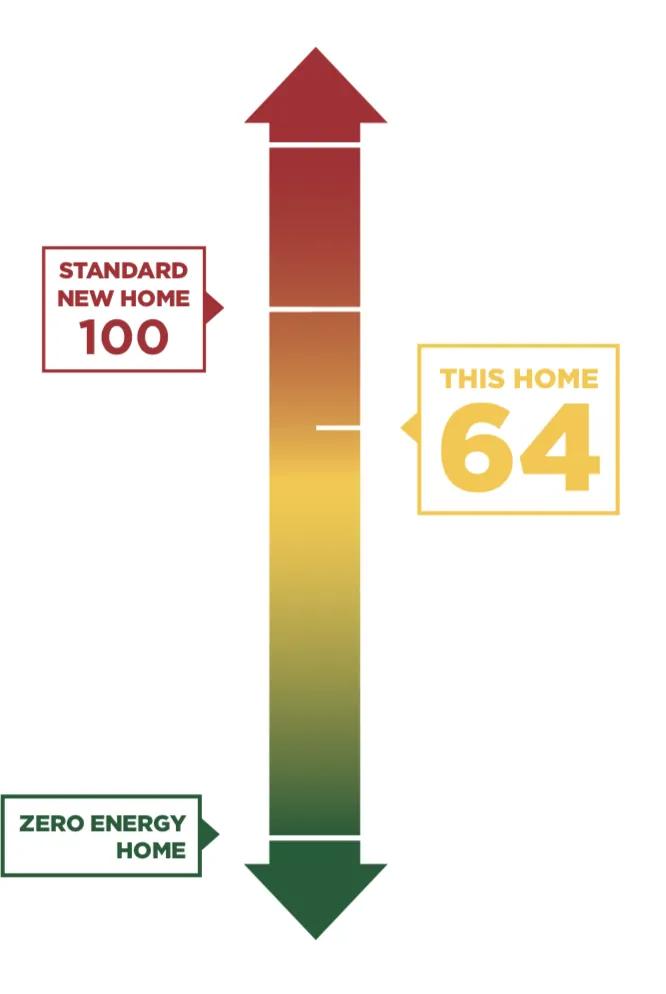 STANDARD
NEW HOME
100
THIS HOME
64
ZERO ENERGY
HOME